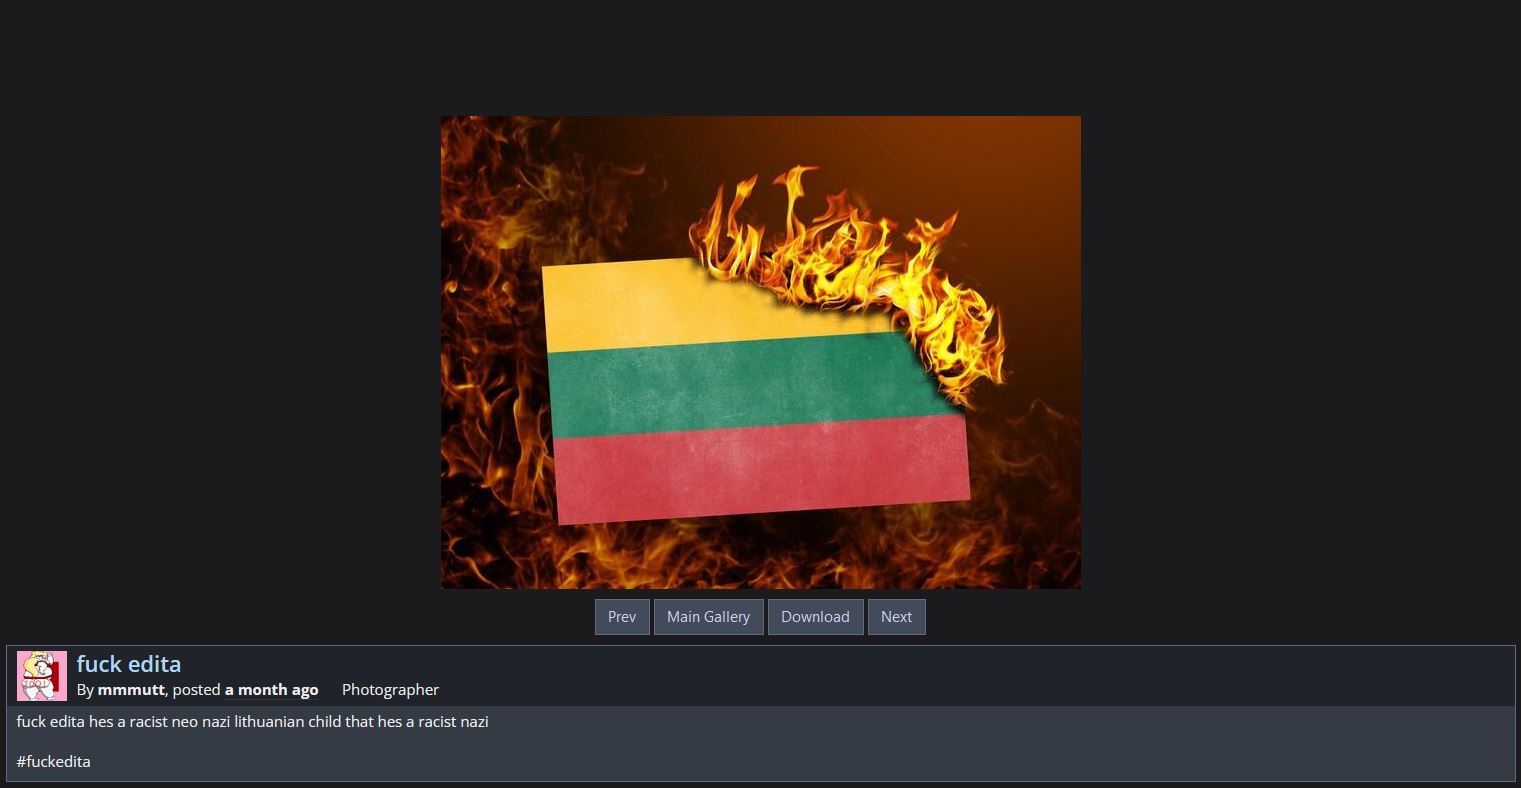 Prev Main Gallery Download Next
fuck edita
By mmmutt, posted a month ago Photographer
fuck edita hes a racist neo nazi lithuanian child that hes a racist nazi
#fuckedita